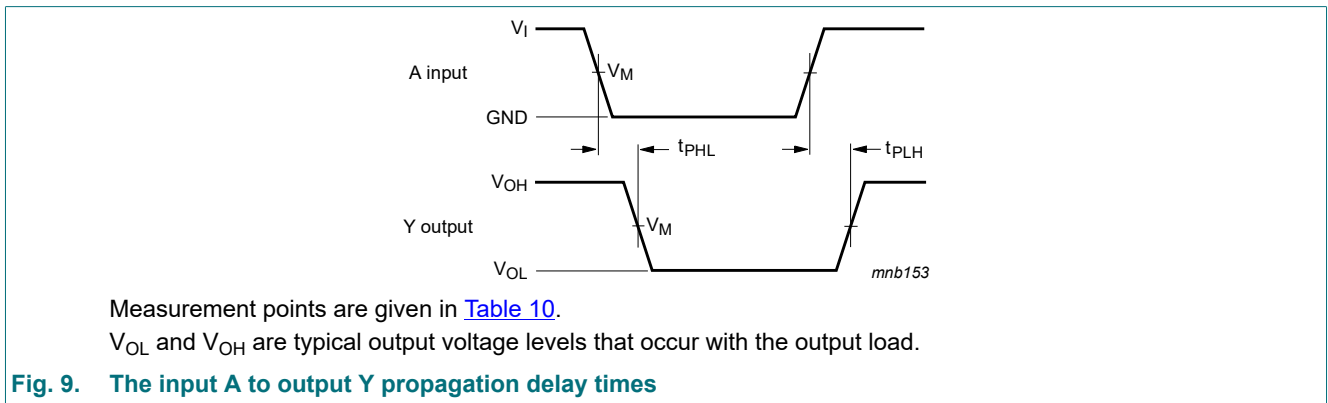 VI
A input
VM
GND
tPHL
tPLH
VOH
Y output
VM
VOL
mnb153
Measurement points are given in Table 10.
VOL and VOH are typical output voltage levels that occur with the output load.
Fig. 9. The input A to output Y propagation delay times